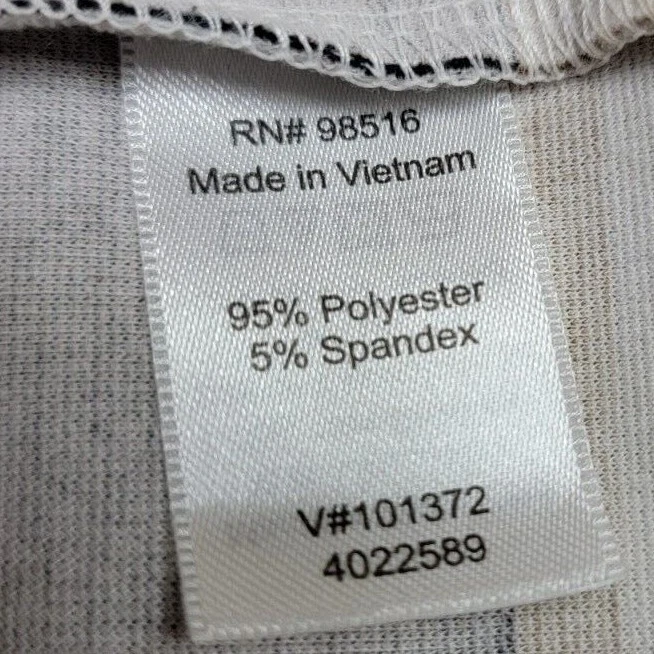 RN# 98516
Made in Vietnam
95% Polyester
5% Spandex
V#101372
4022589